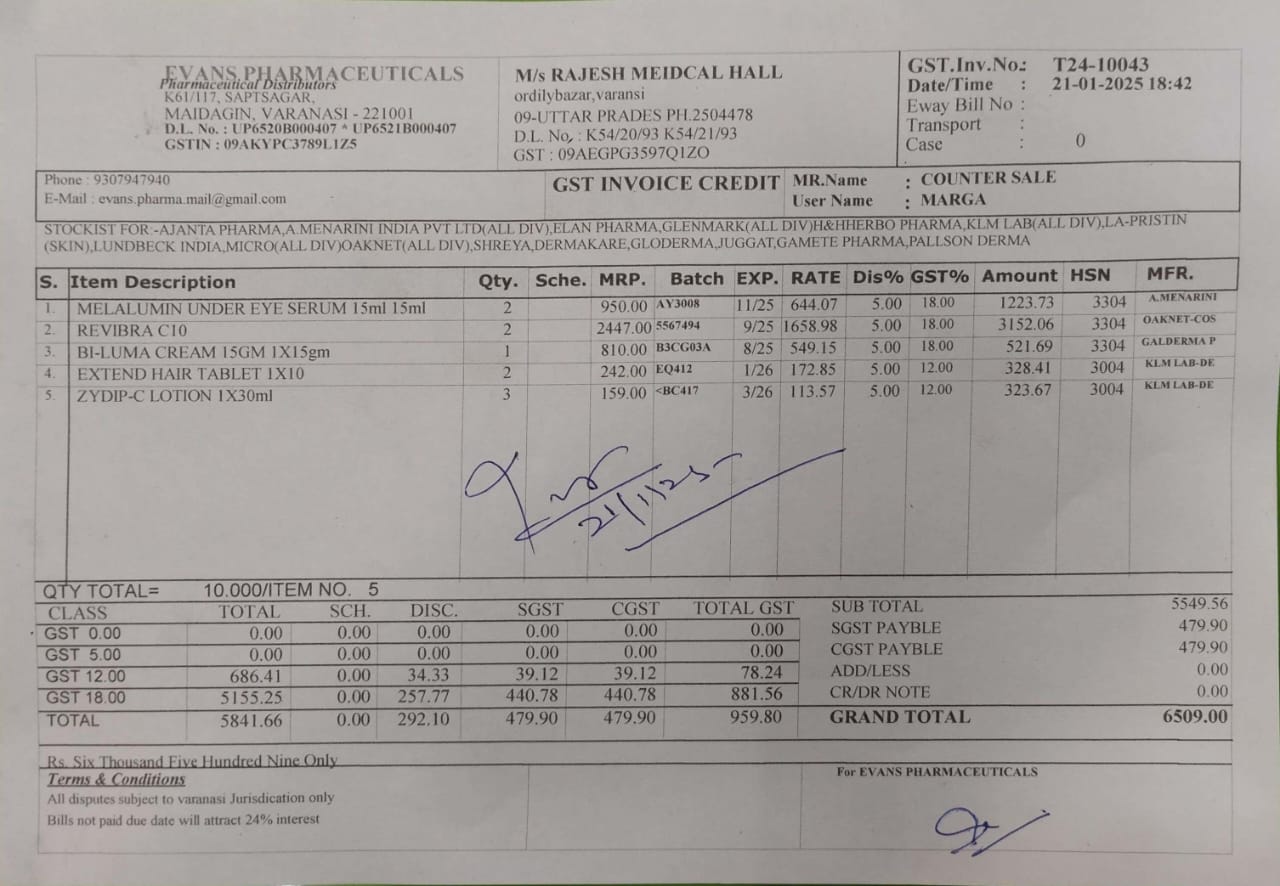 EVANS PHARMACEUTICALS
Pharmaceutical Distributors
K61/117, SAPTSAGAR,
MAIDAGIN, VARANASI - 221001
D.L. No. : UP6520B000407 * UP6521B000407
GSTIN : 09AKYPC3789L1Z5
M/s RAJESH MEIDCAL HALL
ordilybazar,varansi
09-UTTAR PRADES PH.2504478
D.L. No, : K54/20/93 K54/21/93
GST : 09AEGPG3597Q1ZO
GST.Inv.No.: T24-10043
Date/Time : 21-01-2025 18:42
Eway Bill No :
Transport :
Case : 0
Phone : 9307947940
E-Mail : evans.pharma.mail@gmail.com
GST INVOICE CREDIT
MR.Name : COUNTER SALE
User Name : MARGA
STOCKIST FOR:-AJANTA PHARMA,A.MENARINI INDIA PVT LTD(ALL DIV),ELAN PHARMA,GLENMARK(ALL DIV)H&HHERBO PHARMA,KLM LAB(ALL DIV),LA-PRISTIN
(SKIN),LUNDBECK INDIA,MICRO(ALL DIV)OAKNET(ALL DIV),SHREYA,DERMAKARE,GLODERMA,JUGGAT,GAMETE PHARMA,PALLSON DERMA
S. Item Description Qty. Sche. MRP. Batch EXP. RATE Dis% GST% Amount HSN MFR.
1. MELALUMIN UNDER EYE SERUM 15ml 15ml 2 950.00 AY3008 11/25 644.07 5.00 18.00 1223.73 3304 A.MENARINI
2. REVIBRA C10 2 2447.00 5567494 9/25 1658.98 5.00 18.00 3152.06 3304 OAKNET-COS
3. BI-LUMA CREAM 15GM 1X15gm 1 810.00 B3CG03A 8/25 549.15 5.00 18.00 521.69 3304 GALDERMA P
4. EXTEND HAIR TABLET 1X10 2 242.00 EQ412 1/26 172.85 5.00 12.00 328.41 3004 KLM LAB-DE
5. ZYDIP-C LOTION 1X30ml 3 159.00 <BC417 3/26 113.57 5.00 12.00 323.67 3004 KLM LAB-DE
21/1/25
QTY TOTAL= 10.000/ITEM NO. 5
CLASS TOTAL SCH. DISC. SGST CGST TOTAL GST
GST 0.00 0.00 0.00 0.00 0.00 0.00 0.00
GST 5.00 0.00 0.00 0.00 0.00 0.00 0.00
GST 12.00 686.41 0.00 34.33 39.12 39.12 78.24
GST 18.00 5155.25 0.00 257.77 440.78 440.78 881.56
TOTAL 5841.66 0.00 292.10 479.90 479.90 959.80
SUB TOTAL 5549.56
SGST PAYBLE 479.90
CGST PAYBLE 479.90
ADD/LESS 0.00
CR/DR NOTE 0.00
GRAND TOTAL 6509.00
Rs. Six Thousand Five Hundred Nine Only
Terms & Conditions
All disputes subject to varanasi Jurisdication only
Bills not paid due date will attract 24% interest
For EVANS PHARMACEUTICALS